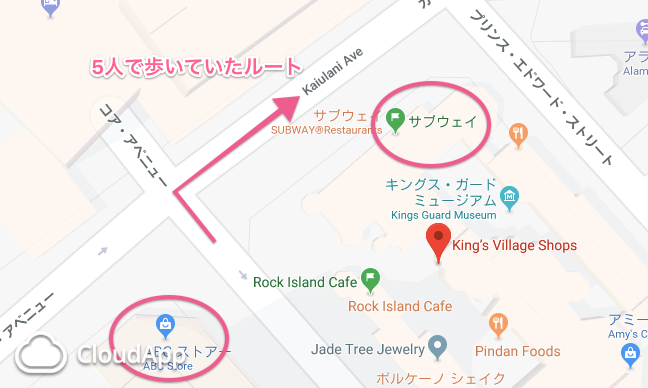 プリンス・エドワード・ストリート
アラ
Alam
5人で歩いていたルート
Kaiulani Ave
コア・アベニュー
サブウェイ
SUBWAY®Restaurants
サブウェイ
キングス・ガード
ミュージアム
Kings Guard Museum
King's Village Shops
Rock Island Cafe
Rock Island Cafe
アベニュー
ABCストアー
ABC Store
CloudApp
Jade Tree Jewelry
Pindan Foods
アミー
Amy's C
ボルケーノ シェイク